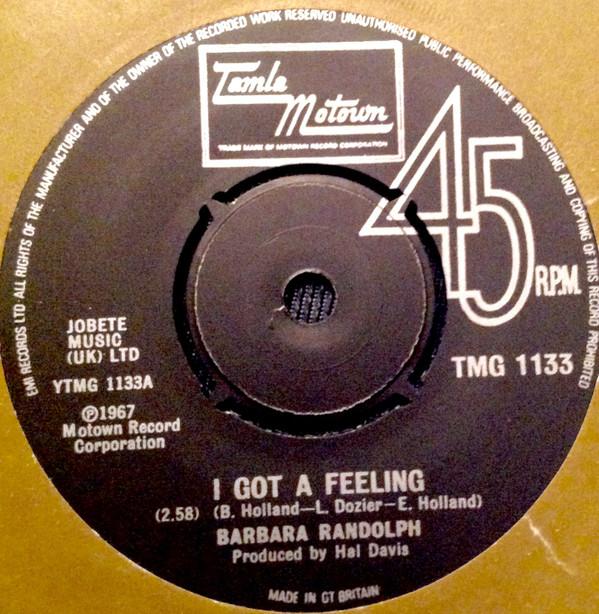 EMI RECORDS LTD ALL RIGHTS OF THE MANUFACTURER AND OF THE OWNER OF THE RECORDED WORK RESERVED UNAUTHORISED PUBLIC PERFORMANCE BROADCASTING AND COPYING OF THIS RECORD PROHIBITED
Tamla
Motown
TRADE MARK OF MOTOWN RECORD CORPORATION
45
R.P.M.
JOBETE
MUSIC
(UK) LTD
TMG 1133
YTMG 1133A
Ⓟ1967
Motown Record
Corporation
I GOT A FEELING
(2.58) (B. Holland—L. Dozier—E. Holland)
BARBARA RANDOLPH
Produced by Hal Davis
MADE IN GT BRITAIN